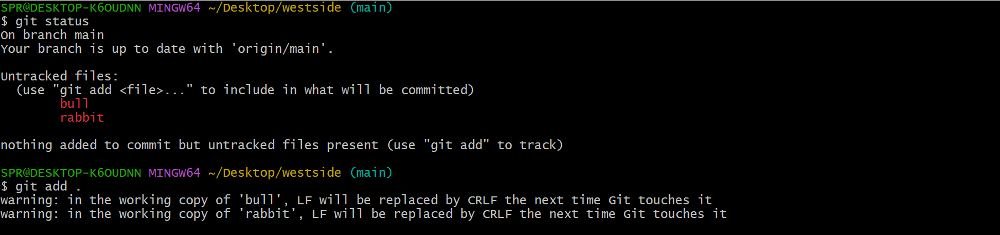 SPR@DESKTOP-K6OUDNN MINGW64 ~/Desktop/westside (main)
$ git status
On branch main
Your branch is up to date with 'origin/main'.
Untracked files:
(use "git add <file>..." to include in what will be committed)
bull
rabbit
nothing added to commit but untracked files present (use "git add" to track)
SPR@DESKTOP-K6OUDNN MINGW64 ~/Desktop/westside (main)
$ git add .
warning: in the working copy of 'bull', LF will be replaced by CRLF the next time Git touches it
warning: in the working copy of 'rabbit', LF will be replaced by CRLF the next time Git touches it